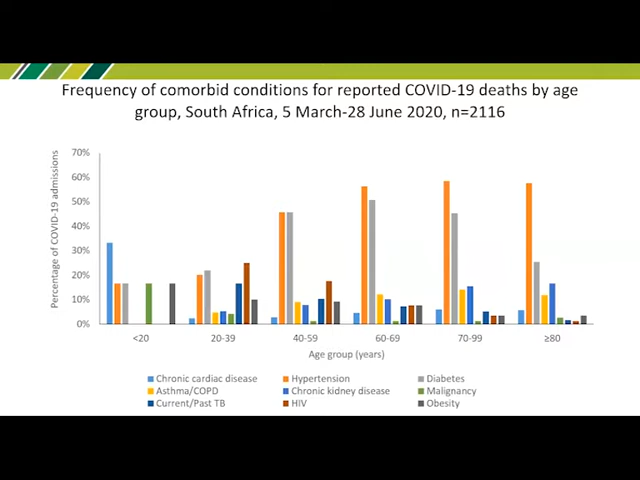 Frequency of comorbid conditions for reported COVID-19 deaths by age
group, South Africa, 5 March-28 June 2020, n=2116
Percentage of COVID-19 admissions
70%
60%
50%
40%
30%
20%
10%
0%
<20
20-39
40-59
60-69
70-99
≥80
Age group (years)
Chronic cardiac disease
Hypertension
Diabetes
Asthma/COPD
Chronic kidney disease
Malignancy
Current/Past TB
HIV
Obesity